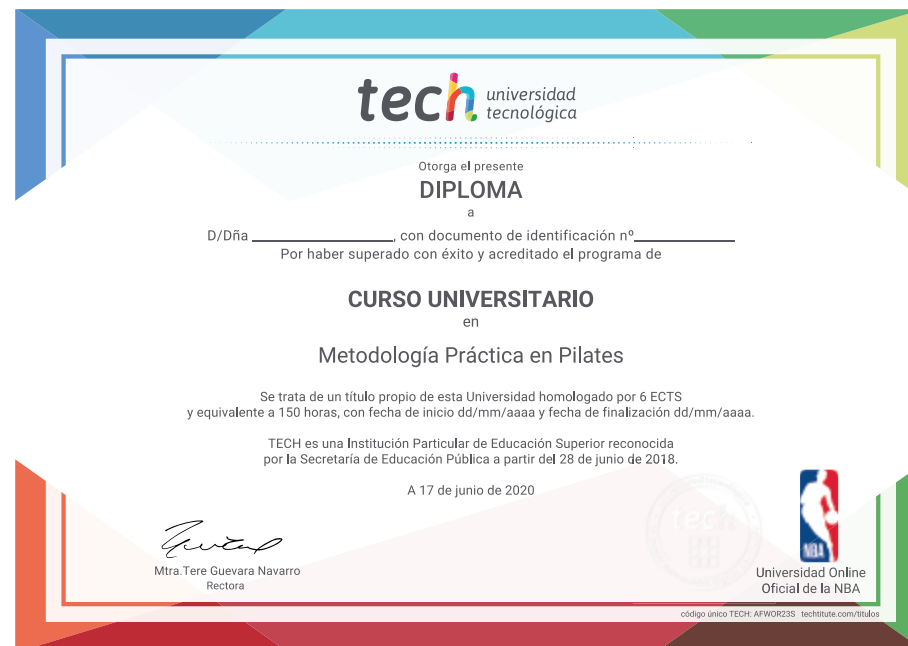 tech universidad
tecnológica
Otorga el presente
DIPLOMA
a
D/Dña ____________, con documento de identificación nº____________
Por haber superado con éxito y acreditado el programa de
CURSO UNIVERSITARIO
en
Metodología Práctica en Pilates
Se trata de un título propio de esta Universidad homologado por 6 ECTS
y equivalente a 150 horas, con fecha de inicio dd/mm/aaaa y fecha de finalización dd/mm/aaaa.
TECH es una Institución Particular de Educación Superior reconocida
por la Secretaría de Educación Pública a partir del 28 de junio de 2018.
A 17 de junio de 2020
tech
NBA
Mtra.Tere Guevara Navarro
Rectora
Universidad Online
Oficial de la NBA
código único TECH: AFWOR23S techtitute.com/titulos